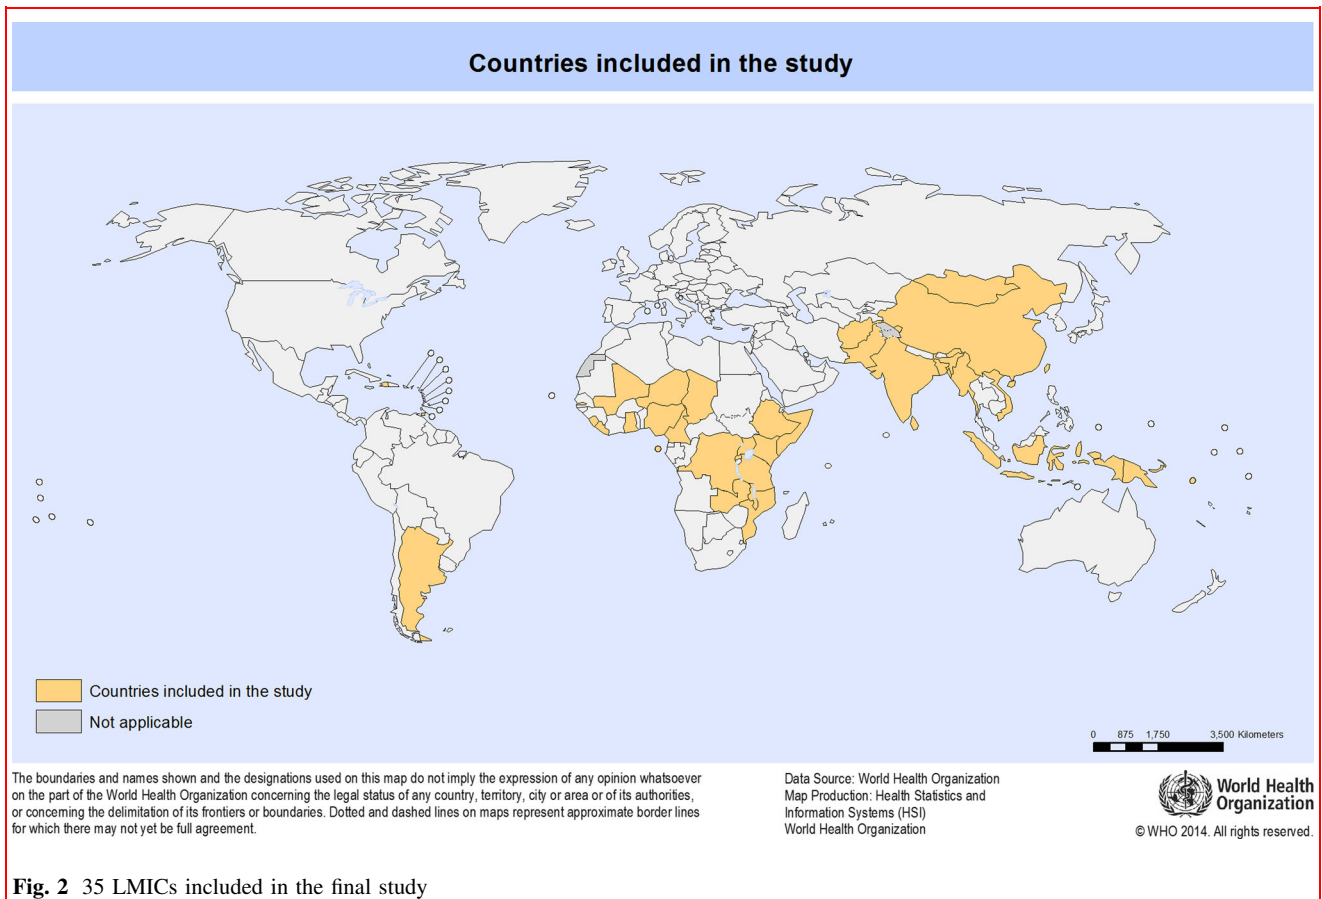 Countries included in the study
Countries included in the study
Not applicable
0 875 1,750 3,500 Kilometers
The boundaries and names shown and the designations used on this map do not imply the expression of any opinion whatsoever
on the part of the World Health Organization concerning the legal status of any country, territory, city or area or of its authorities,
or concerning the delimitation of its frontiers or boundaries. Dotted and dashed lines on maps represent approximate border lines
for which there may not yet be full agreement.
Data Source: World Health Organization
Map Production: Health Statistics and
Information Systems (HSI)
World Health Organization
World Health
Organization
© WHO 2014. All rights reserved.
Fig. 2 35 LMICs included in the final study